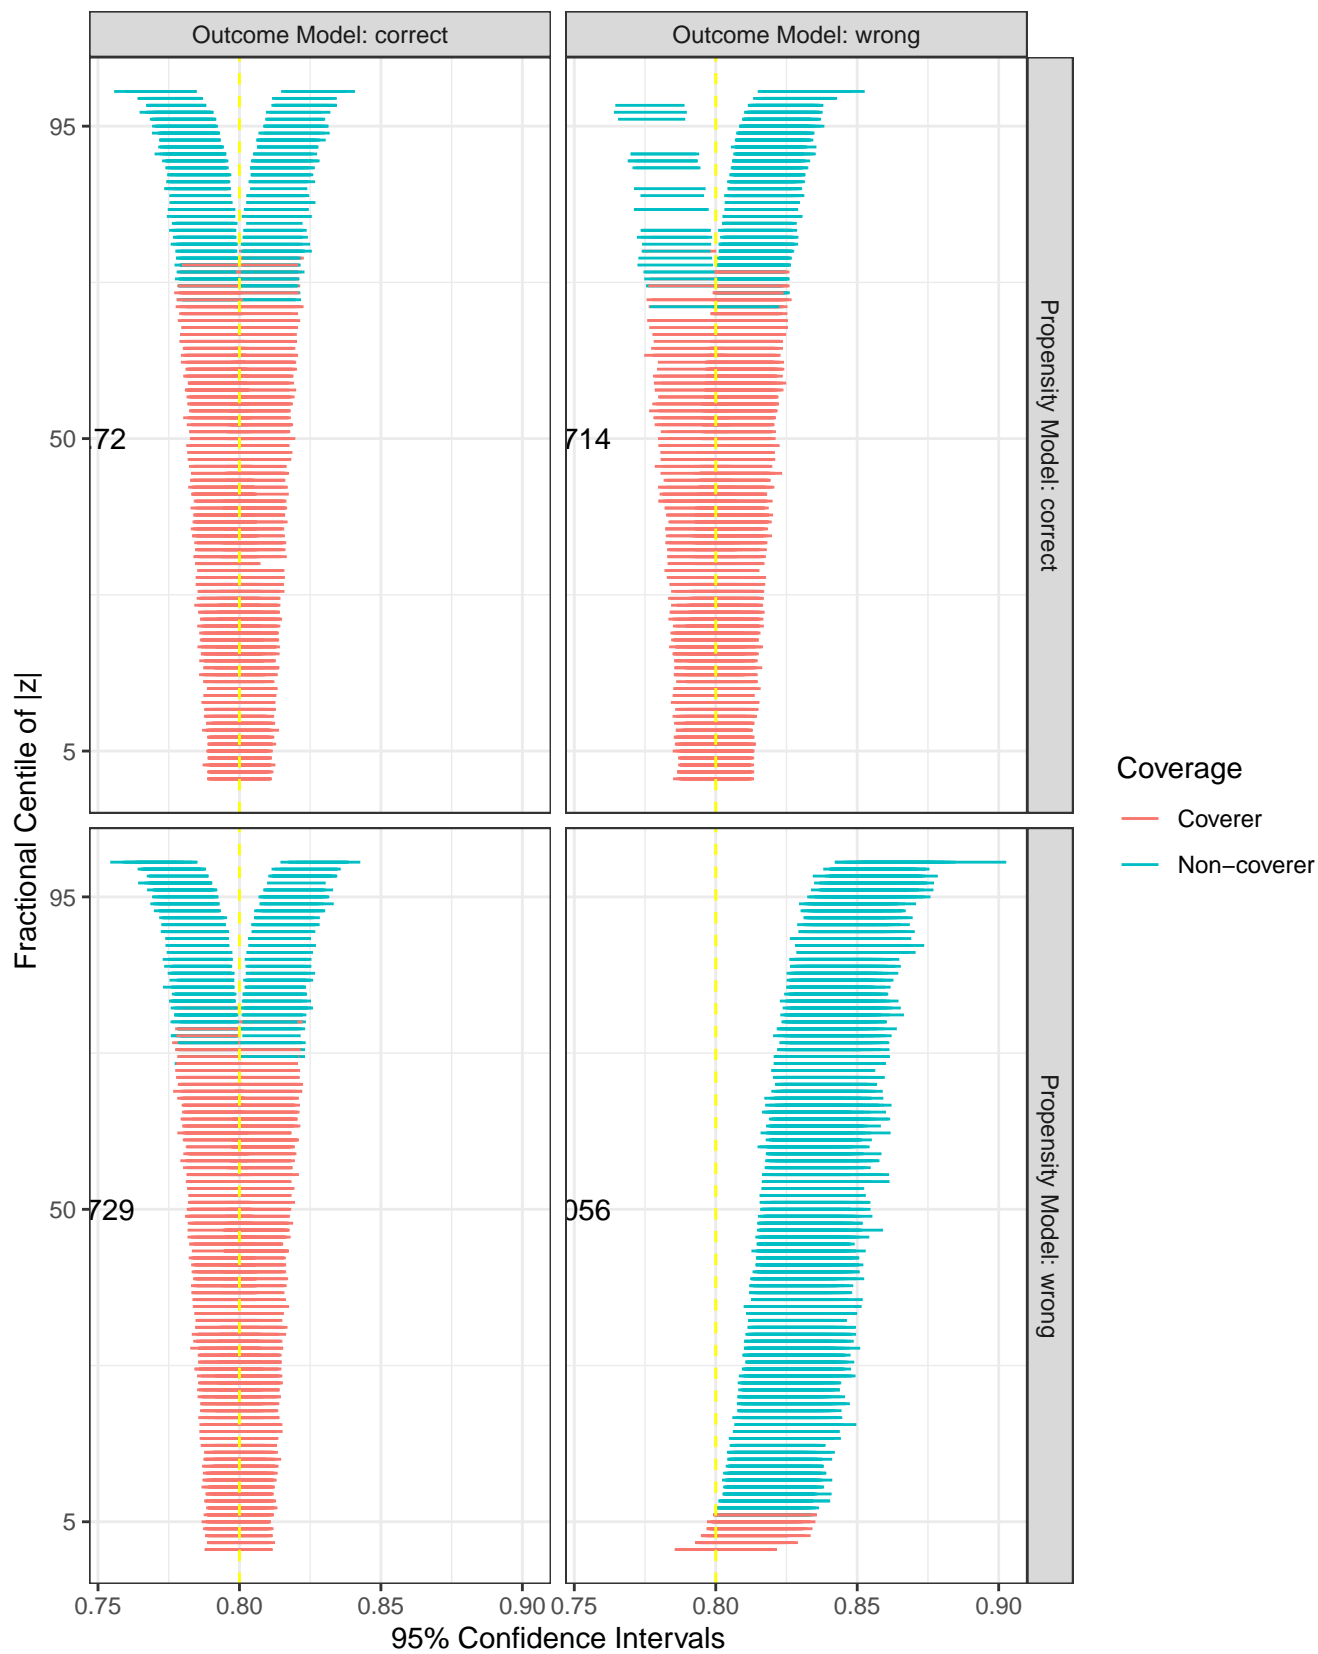 Outcome Model: correct
Outcome Model: wrong
Propensity Model: correct
Propensity Model: wrong
Fractional Centile of |z|
95
50
5
95
50
5
.72
714
729
056
0.75
0.80
0.85
0.90
0.75
0.80
0.85
0.90
95% Confidence Intervals
Coverage
Coverer
Non−coverer